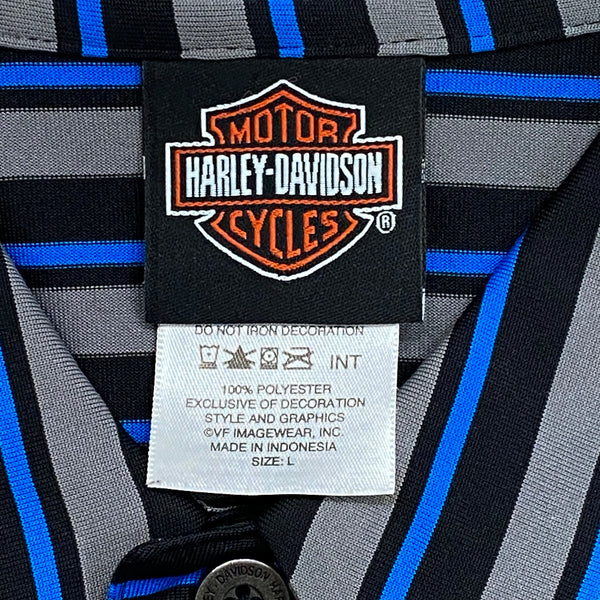 MOTOR
HARLEY-DAVIDSON
CYCLES
®
DO NOT IRON DECORATION
INT
100% POLYESTER
EXCLUSIVE OF DECORATION
STYLE AND GRAPHICS
©VF IMAGEWEAR, INC.
MADE IN INDONESIA
SIZE: L
Y-DAVIDSON